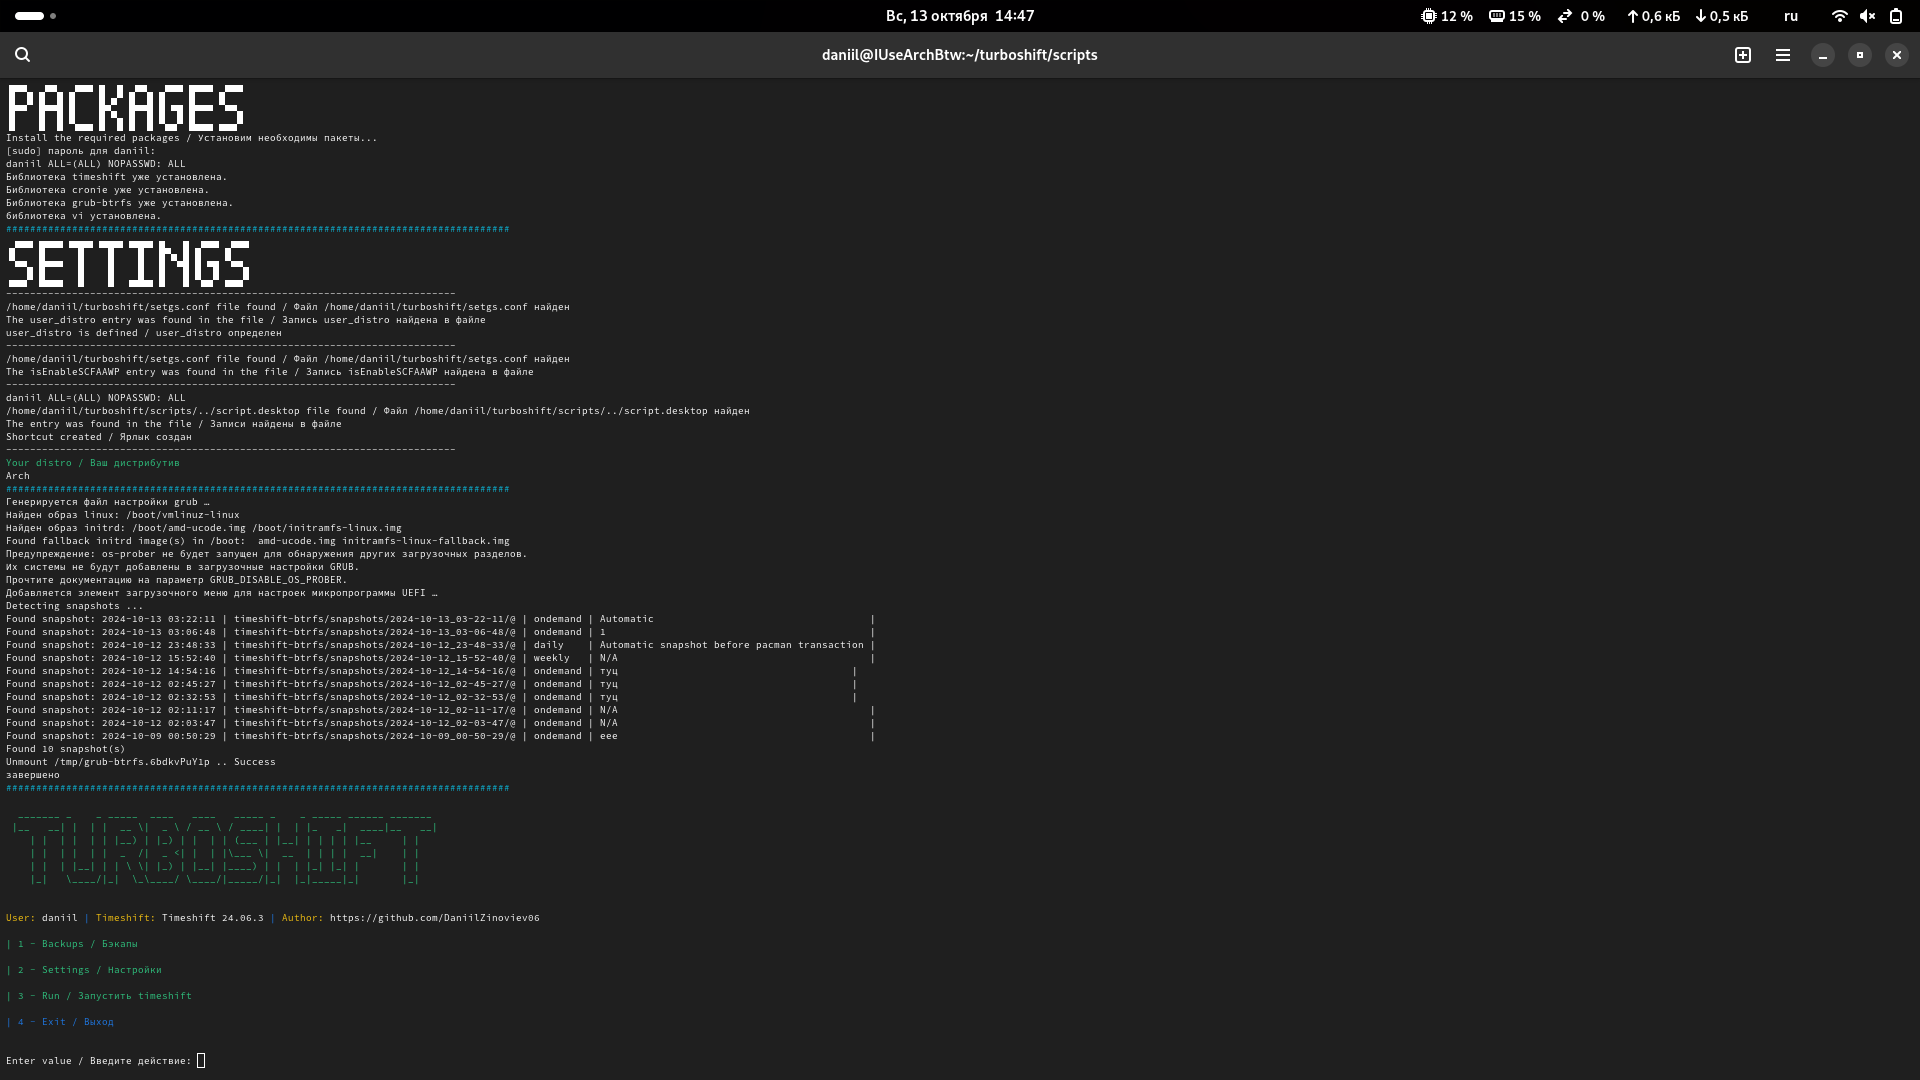 Вс, 13 октября 14:47
12 % 15 % 0 % 0,6 кБ 0,5 кБ ru
daniil@IUseArchBtw:~/turboshift/scripts
PACKAGES
Install the required packages / Установим необходимы пакеты...
[sudo] пароль для daniil:
daniil ALL=(ALL) NOPASSWD: ALL
Библиотека timeshift уже установлена.
Библиотека cronie уже установлена.
Библиотека grub-btrfs уже установлена.
библиотека vi установлена.
####################################################################################
SETTINGS
---------------------------------------------------------------------------
/home/daniil/turboshift/setgs.conf file found / Файл /home/daniil/turboshift/setgs.conf найден
The user_distro entry was found in the file / Запись user_distro найдена в файле
user_distro is defined / user_distro определен
---------------------------------------------------------------------------
/home/daniil/turboshift/setgs.conf file found / Файл /home/daniil/turboshift/setgs.conf найден
The isEnableSCFAAWP entry was found in the file / Запись isEnableSCFAAWP найдена в файле
---------------------------------------------------------------------------
daniil ALL=(ALL) NOPASSWD: ALL
/home/daniil/turboshift/scripts/../script.desktop file found / Файл /home/daniil/turboshift/scripts/../script.desktop найден
The entry was found in the file / Записи найдены в файле
Shortcut created / Ярлык создан
---------------------------------------------------------------------------
Your distro / Ваш дистрибутив
Arch
####################################################################################
Генерируется файл настройки grub …
Найден образ linux: /boot/vmlinuz-linux
Найден образ initrd: /boot/amd-ucode.img /boot/initramfs-linux.img
Found fallback initrd image(s) in /boot:  amd-ucode.img initramfs-linux-fallback.img
Предупреждение: os-prober не будет запущен для обнаружения других загрузочных разделов.
Их системы не будут добавлены в загрузочные настройки GRUB.
Прочтите документацию на параметр GRUB_DISABLE_OS_PROBER.
Добавляется элемент загрузочного меню для настроек микропрограммы UEFI …
Detecting snapshots ...
Found snapshot: 2024-10-13 03:22:11 | timeshift-btrfs/snapshots/2024-10-13_03-22-11/@ | ondemand | Automatic |
Found snapshot: 2024-10-13 03:06:48 | timeshift-btrfs/snapshots/2024-10-13_03-06-48/@ | ondemand | 1 |
Found snapshot: 2024-10-12 23:48:33 | timeshift-btrfs/snapshots/2024-10-12_23-48-33/@ | daily | Automatic snapshot before pacman transaction |
Found snapshot: 2024-10-12 15:52:40 | timeshift-btrfs/snapshots/2024-10-12_15-52-40/@ | weekly | N/A |
Found snapshot: 2024-10-12 14:54:16 | timeshift-btrfs/snapshots/2024-10-12_14-54-16/@ | ondemand | туц |
Found snapshot: 2024-10-12 02:45:27 | timeshift-btrfs/snapshots/2024-10-12_02-45-27/@ | ondemand | туц |
Found snapshot: 2024-10-12 02:32:53 | timeshift-btrfs/snapshots/2024-10-12_02-32-53/@ | ondemand | туц |
Found snapshot: 2024-10-12 02:11:17 | timeshift-btrfs/snapshots/2024-10-12_02-11-17/@ | ondemand | N/A |
Found snapshot: 2024-10-12 02:03:47 | timeshift-btrfs/snapshots/2024-10-12_02-03-47/@ | ondemand | N/A |
Found snapshot: 2024-10-09 00:50:29 | timeshift-btrfs/snapshots/2024-10-09_00-50-29/@ | ondemand | eee |
Found 10 snapshot(s)
Unmount /tmp/grub-btrfs.6bdkvPuY1p .. Success
завершено
####################################################################################
TURBOSHIFT
User: daniil | Timeshift: Timeshift 24.06.3 | Author: https://github.com/DaniilZinoviev06
| 1 - Backups / Бэкапы
| 2 - Settings / Настройки
| 3 - Run / Запустить timeshift
| 4 - Exit / Выход
Enter value / Введите действие: